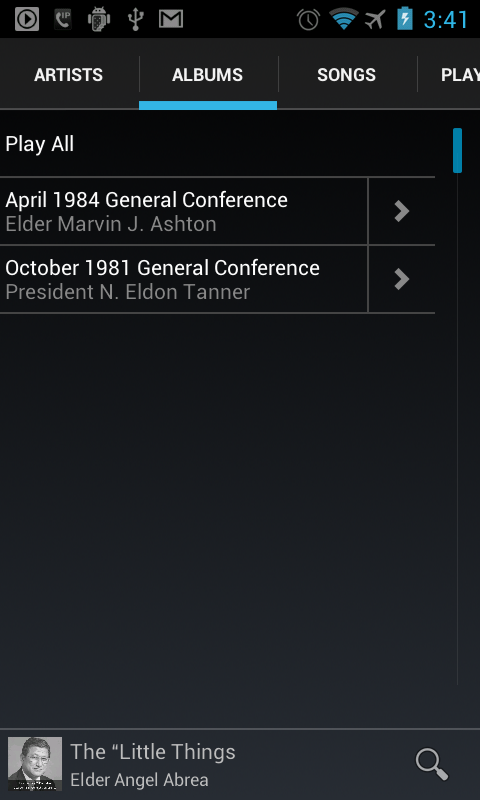 3:41
ARTISTS
ALBUMS
SONGS
PLAY
Play All
April 1984 General Conference
Elder Marvin J. Ashton
October 1981 General Conference
President N. Eldon Tanner
The “Little Things
Elder Angel Abrea